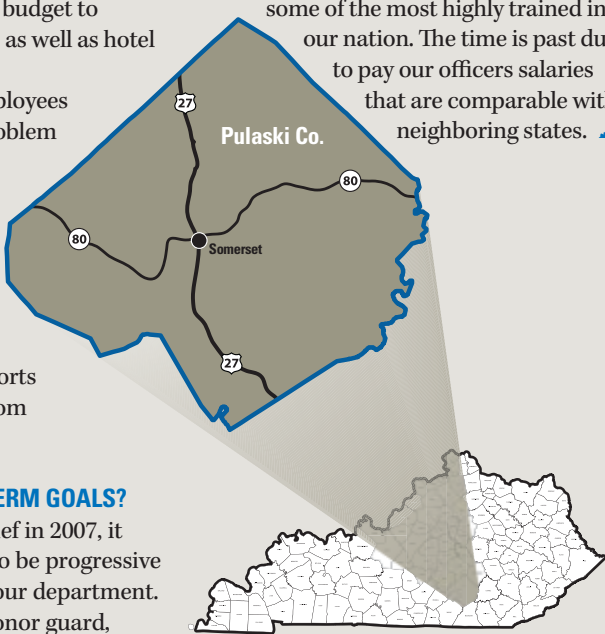 budget to
as well as hotel
ployees
oblem
orts
om
ERM GOALS?
ef in 2007, it
o be progressive
our department.
onor guard,
some of the most highly trained in
our nation. The time is past du
to pay our officers salaries
that are comparable with
neighboring states.
27
Pulaski Co.
80
80
Somerset
27